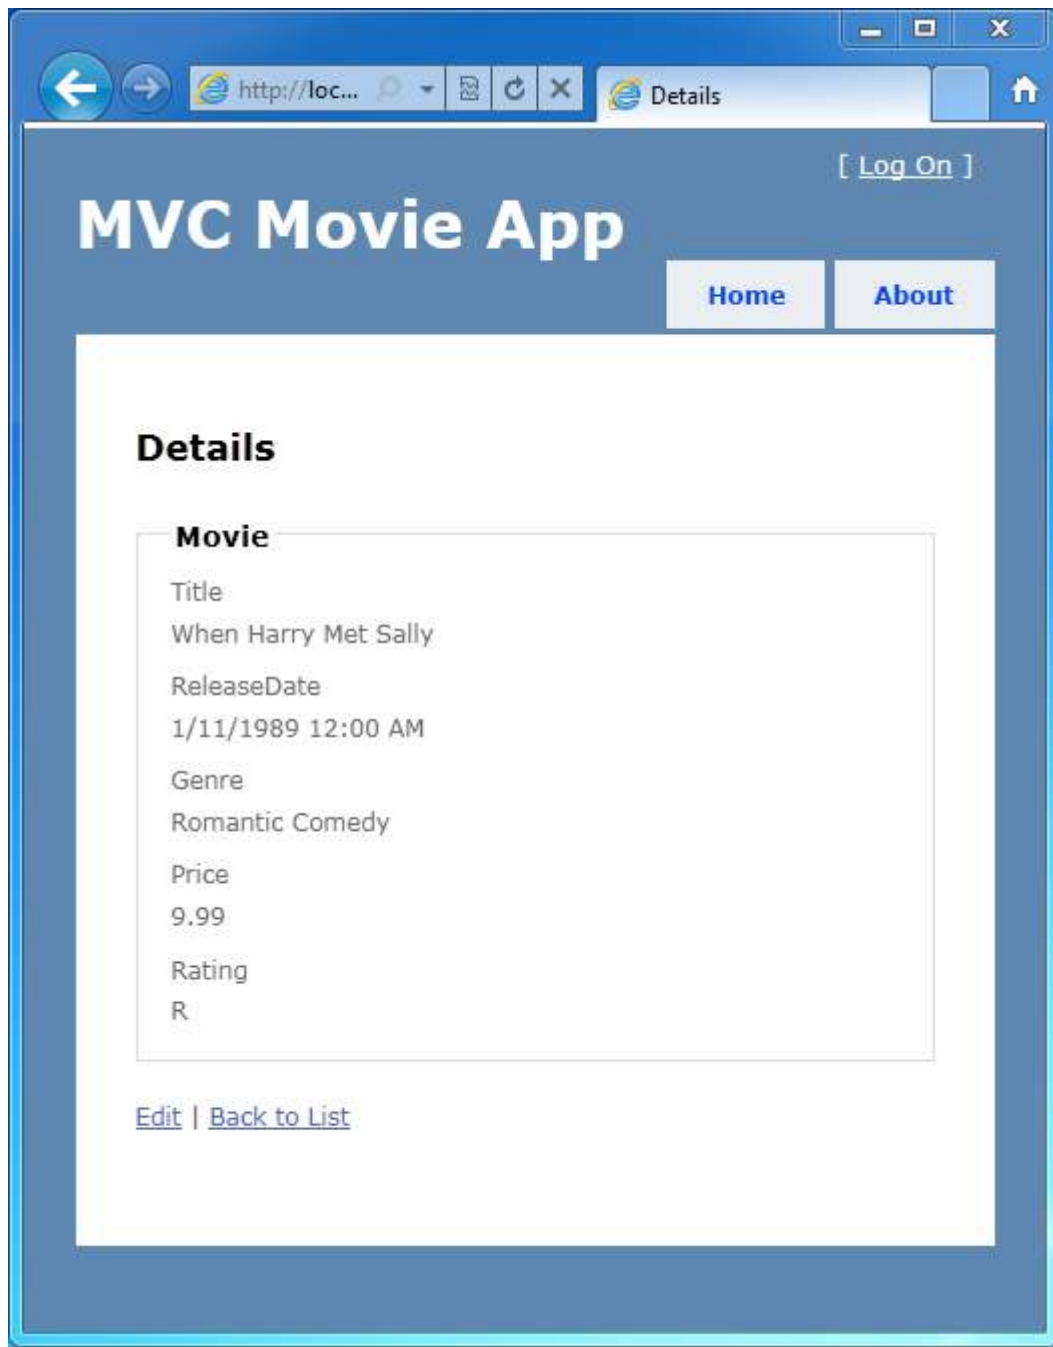 http://loc...
Details
[ Log On ]
MVC Movie App
Home
About
Details
Movie
Title
When Harry Met Sally
ReleaseDate
1/11/1989 12:00 AM
Genre
Romantic Comedy
Price
9.99
Rating
R
Edit | Back to List